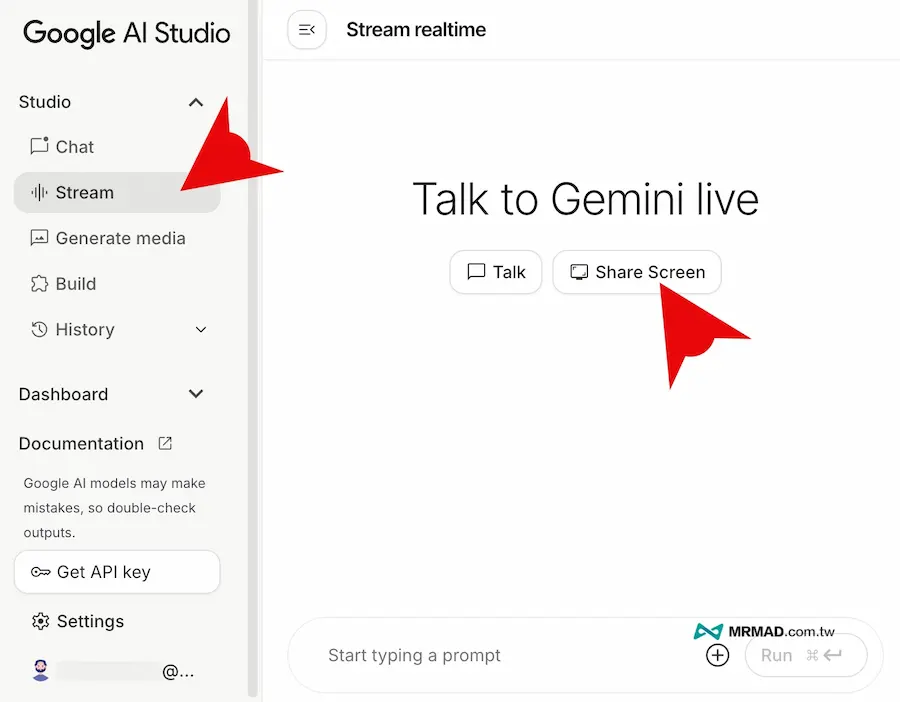 Google AI Studio
Studio
Chat
Stream
Generate media
Build
History
Dashboard
Documentation
Google AI models may make
mistakes, so double-check
outputs.
Get API key
Settings
@...
Stream realtime
Talk to Gemini live
Talk
Share Screen
MRMAD.com.tw
Start typing a prompt
Run ⌘↵